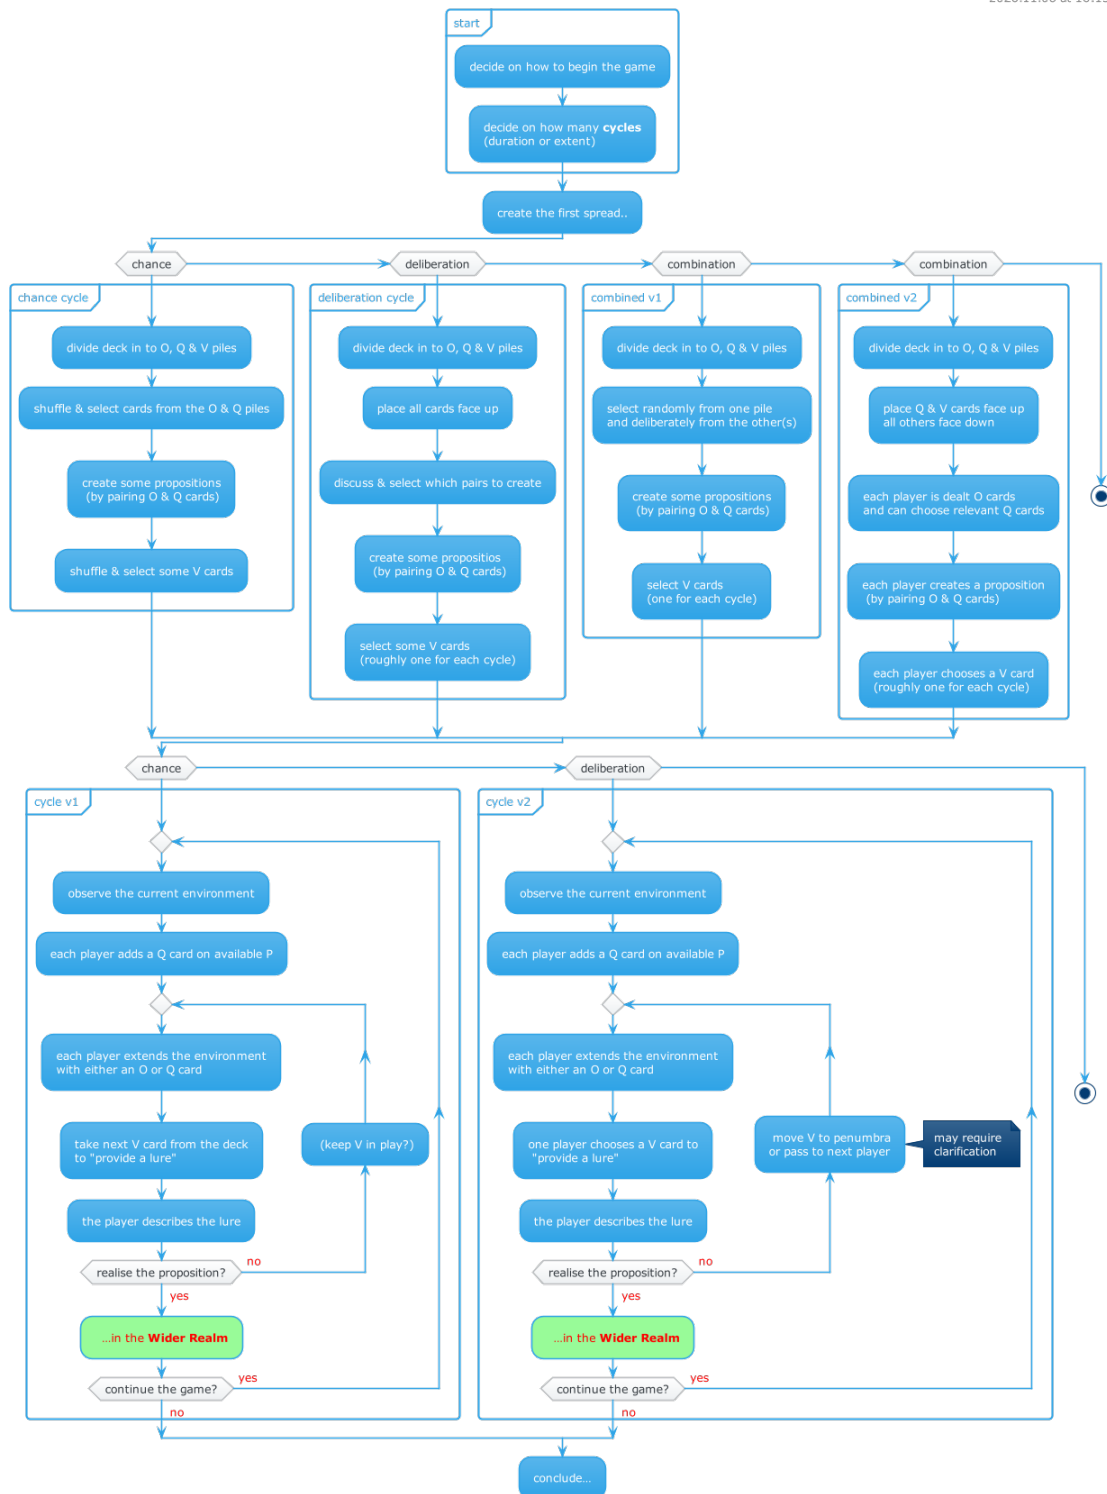 start
decide on how to begin the game
decide on how many cycles
(duration or extent)
create the first spread..
chance
deliberation
combination
combination
chance cycle
divide deck in to O, Q & V piles
shuffle & select cards from the O & Q piles
create some propositions
(by pairing O & Q cards)
shuffle & select some V cards
deliberation cycle
divide deck in to O, Q & V piles
place all cards face up
discuss & select which pairs to create
create some propositios
(by pairing O & Q cards)
select some V cards
(roughly one for each cycle)
combined v1
divide deck in to O, Q & V piles
select randomly from one pile
and deliberately from the other(s)
create some propositions
(by pairing O & Q cards)
select V cards
(one for each cycle)
combined v2
divide deck in to O, Q & V piles
place Q & V cards face up
all others face down
each player is dealt O cards
and can choose relevant Q cards
each player creates a proposition
(by pairing O & Q cards)
each player chooses a V card
(roughly one for each cycle)
chance
deliberation
cycle v1
observe the current environment
each player adds a Q card on available P
each player extends the environment
with either an O or Q card
take next V card from the deck
to "provide a lure"
(keep V in play?)
the player describes the lure
realise the proposition?
no
yes
...in the Wider Realm
continue the game?
yes
no
cycle v2
observe the current environment
each player adds a Q card on available P
each player extends the environment
with either an O or Q card
one player chooses a V card to
"provide a lure"
move V to penumbra
or pass to next player
may require
clarification
the player describes the lure
realise the proposition?
no
yes
...in the Wider Realm
continue the game?
yes
no
conclude...